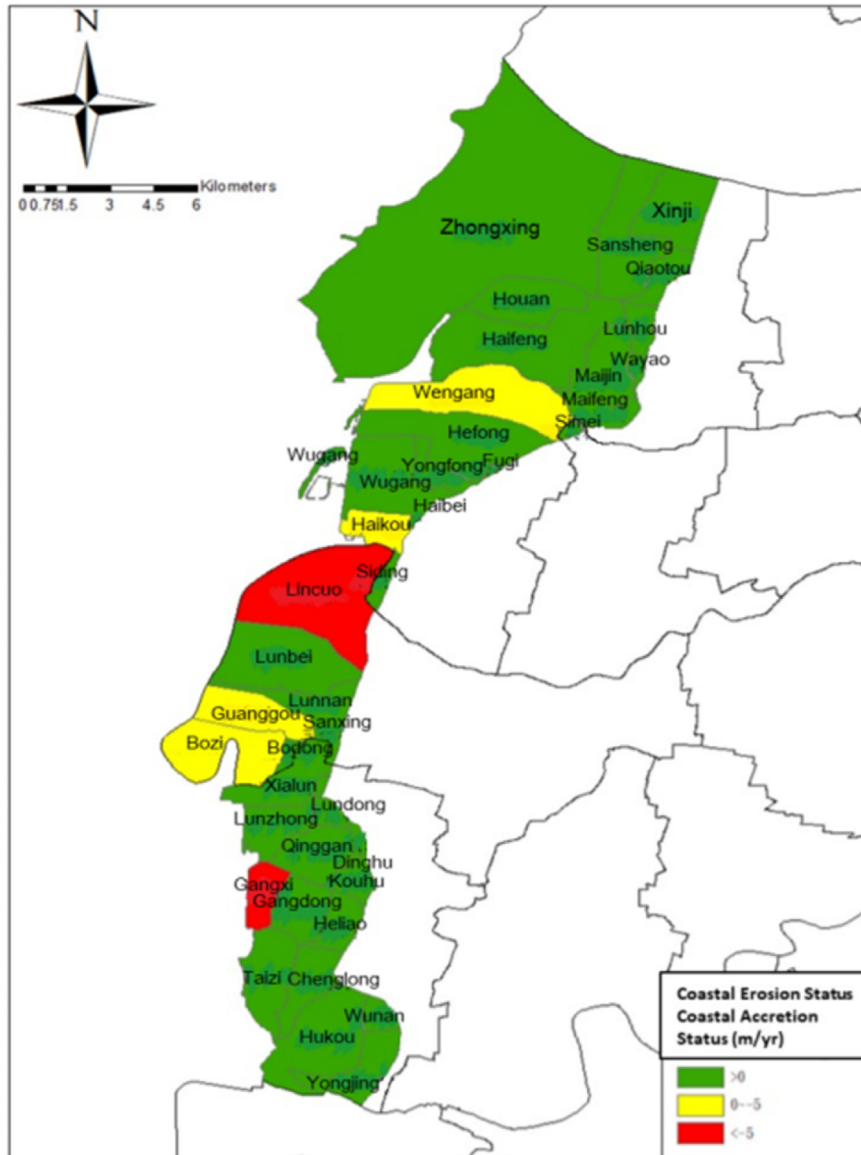 N
Kilometers
0 0.75 1.5 3 4.5 6
Zhongxing
Xinji
Sansheng
Qiaotou
Houan
Haifeng
Lunhou
Wayao
Maijin
Wengang
Maifeng
Simei
Hefong
Wugang
Yongfong
Fugi
Wugang
Haibei
Haikou
Siding
Lincuo
Lunbei
Lunnan
Guanggou
Sanxing
Bozi
Bodong
Xialun
Lundong
Lunzhong
Qinggan
Dinghu
Kouhu
Gangxi
Gangdong
Heliao
Taizi
Chenglong
Wunan
Hukou
Yongjing
Coastal Erosion Status
Coastal Accretion
Status (m/yr)
>0
0--5
<-5